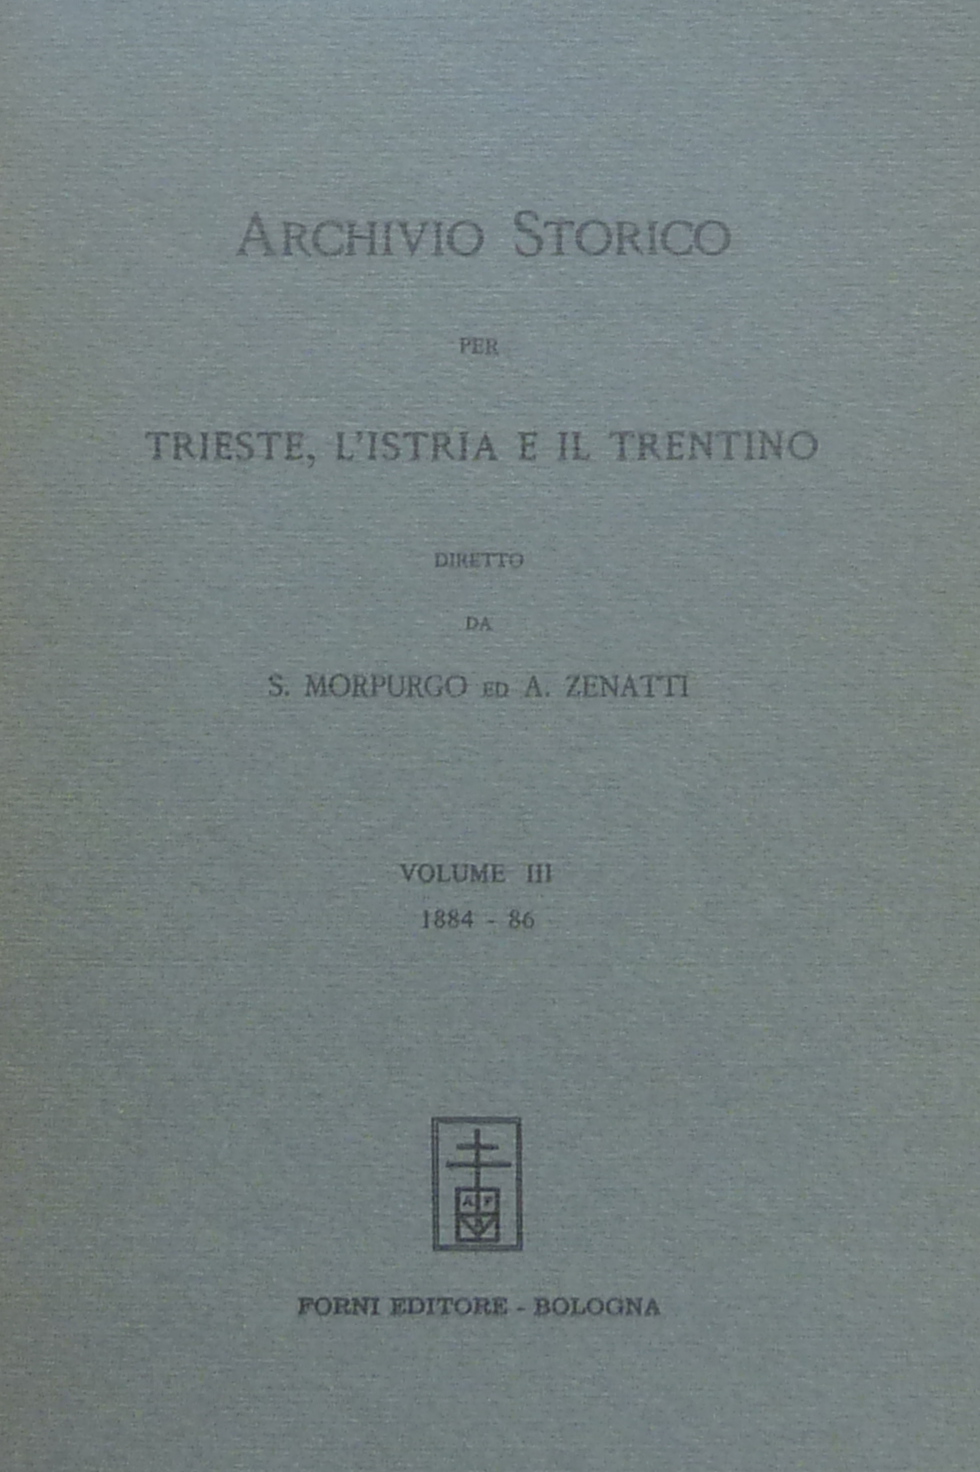 ARCHIVIO STORICO
PER
TRIESTE, L'ISTRIA E IL TRENTINO
DIRETTO
DA
S. MORPURGO ED A. ZENATTI
VOLUME III
1884 - 86
A F
FORNI EDITORE - BOLOGNA